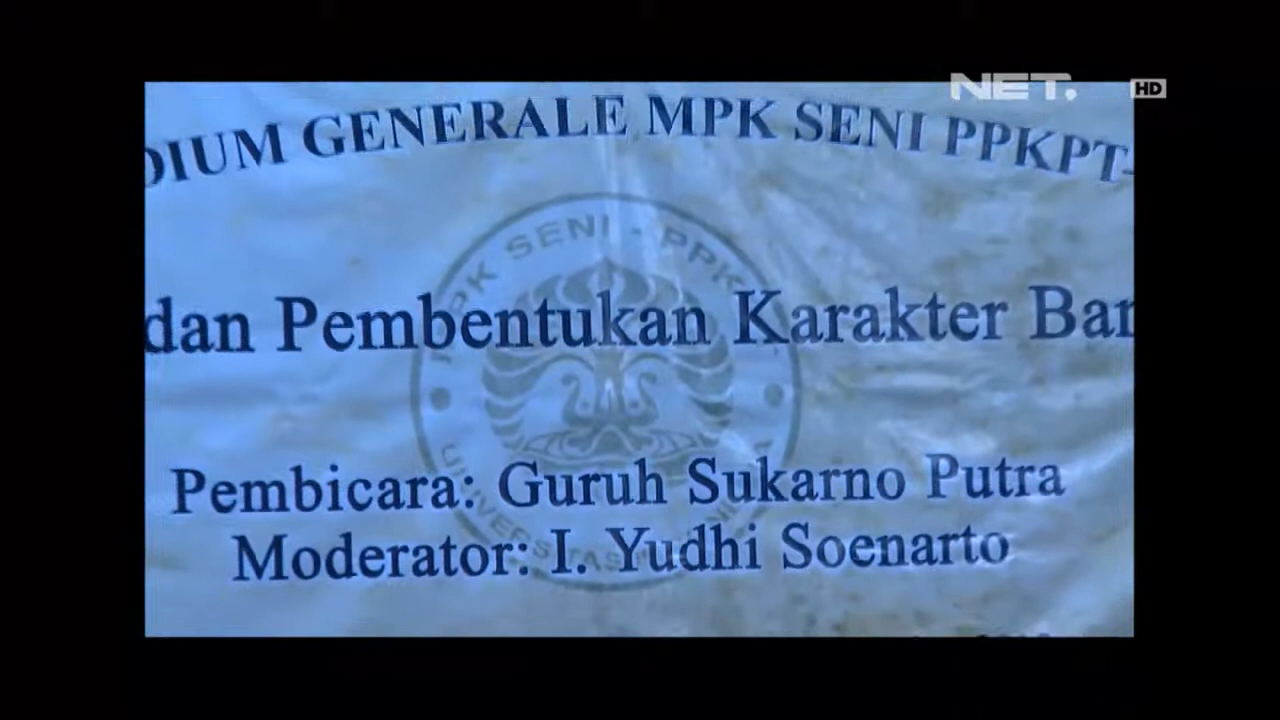 NET. HD
DIUM GENERALE MPK SENI PPKPT-
MPK SENI - PPKP
dan Pembentukan Karakter Ban
Pembicara: Guruh Sukarno Putra
Moderator: I. Yudhi Soenarto